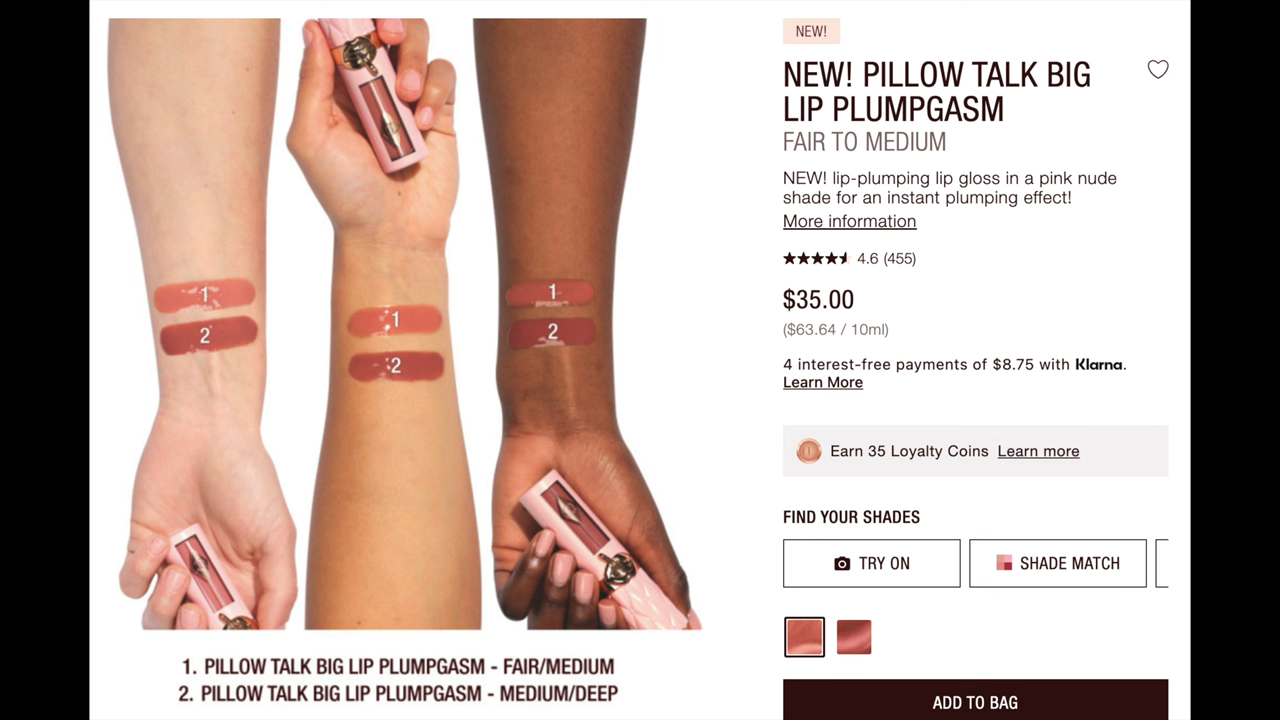 1
2
1
2
1
2
1. PILLOW TALK BIG LIP PLUMPGASM - FAIR/MEDIUM
2. PILLOW TALK BIG LIP PLUMPGASM - MEDIUM/DEEP
NEW!
NEW! PILLOW TALK BIG
LIP PLUMPGASM
FAIR TO MEDIUM
NEW! lip-plumping lip gloss in a pink nude
shade for an instant plumping effect!
More information
4.6 (455)
$35.00
($63.64 / 10ml)
4 interest-free payments of $8.75 with Klarna.
Learn More
Earn 35 Loyalty Coins Learn more
FIND YOUR SHADES
TRY ON
SHADE MATCH
ADD TO BAG